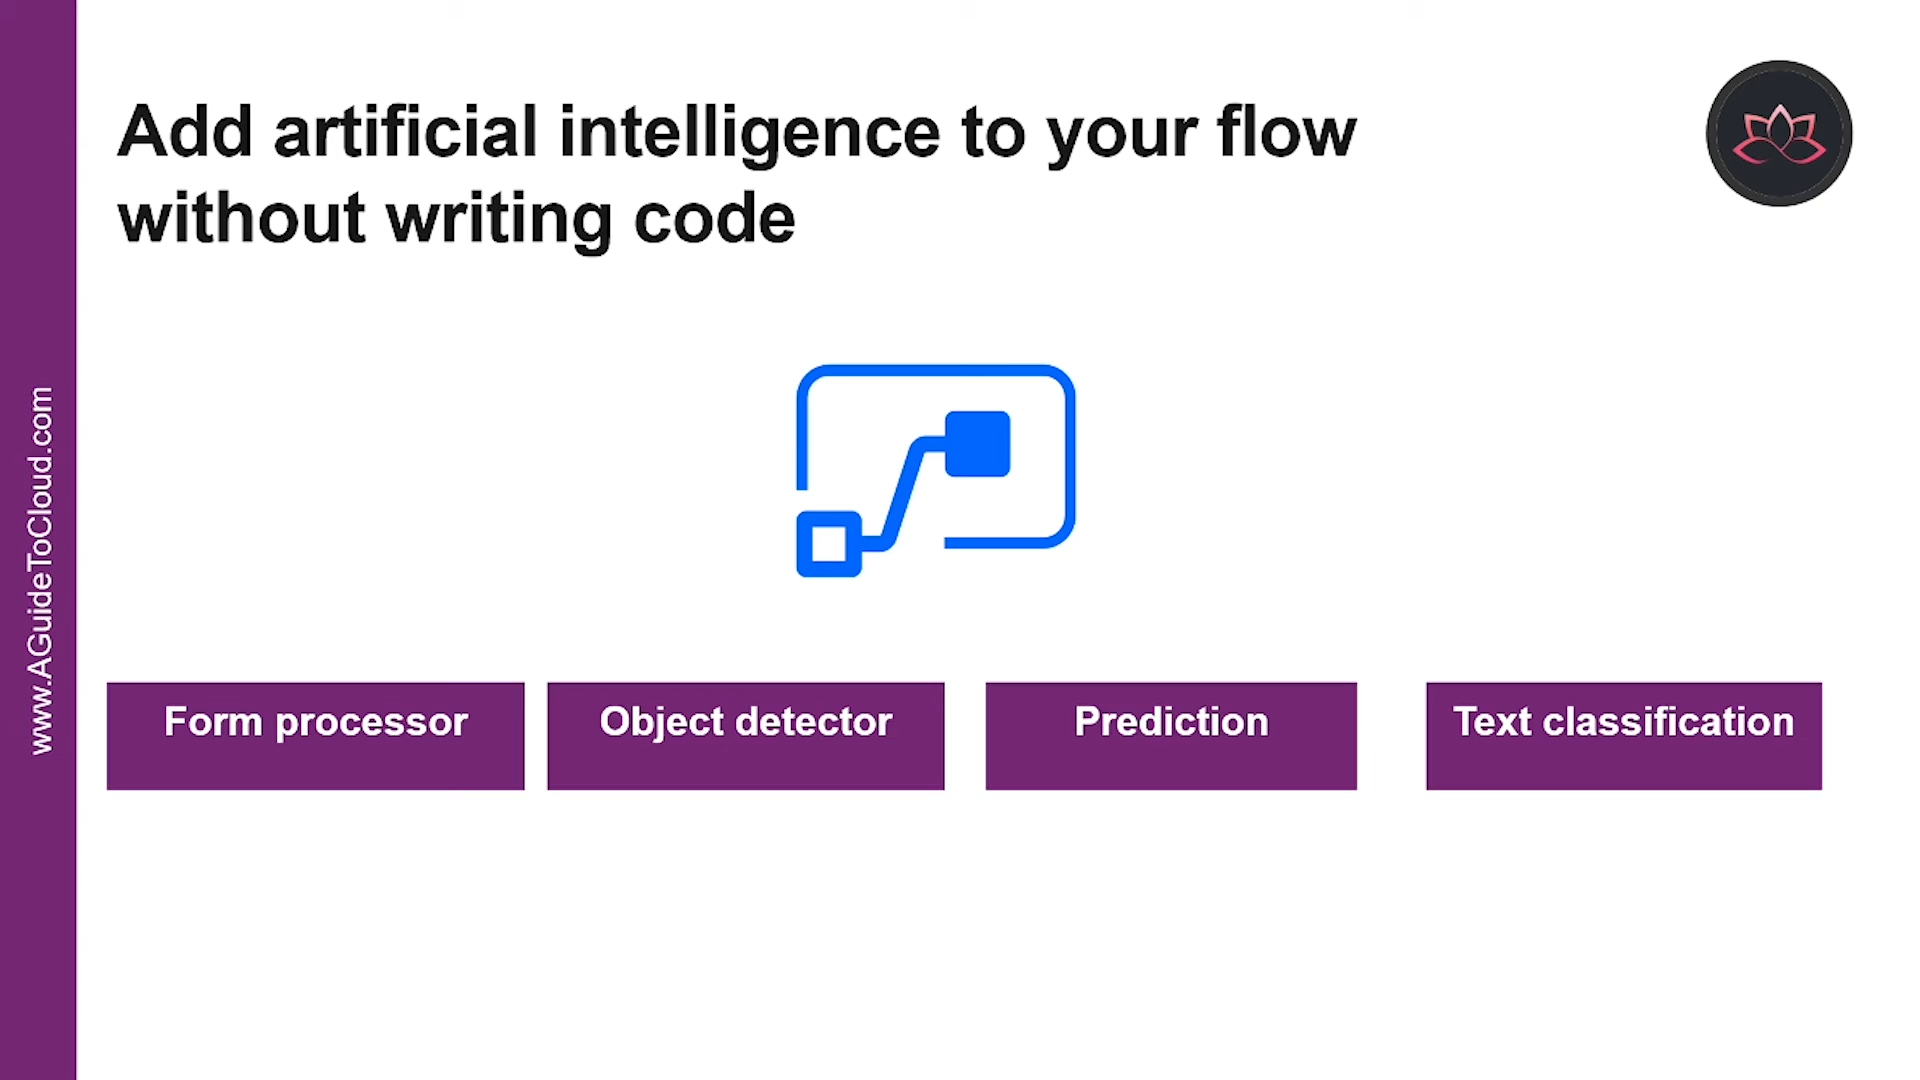 Add artificial intelligence to your flow
without writing code
www.AGuideToCloud.com
Form processor
Object detector
Prediction
Text classification